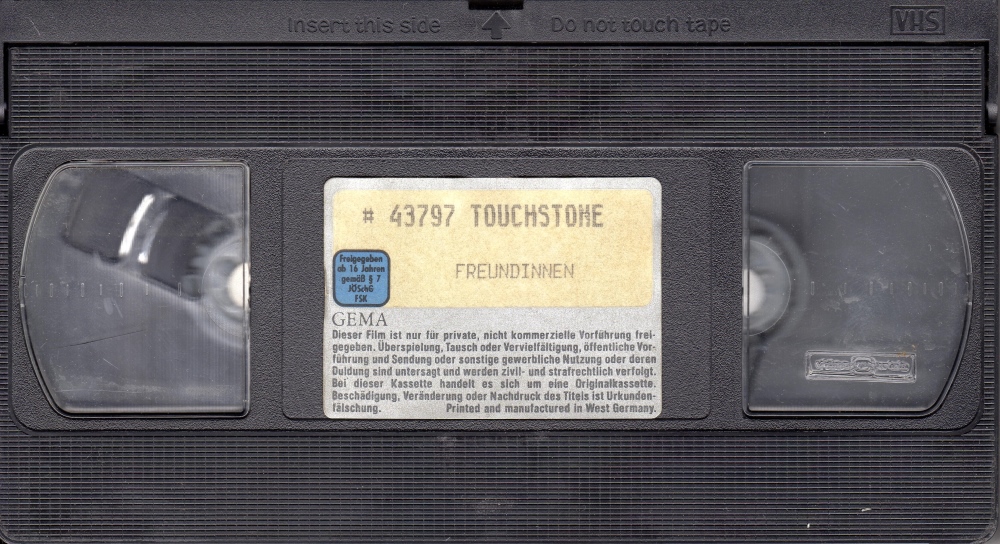 Insert this side Do not touch tape VHS
# 43797 TOUCHSTONE
FREUNDINNEN
Freigegeben
ab 16 Jahren
gemäß § 7
JÖSchG
FSK
GEMA
Dieser Film ist nur für private, nicht kommerzielle Vorführung frei-
gegeben. Überspielung, Tausch oder Vervielfältigung, öffentliche Vor-
führung und Sendung oder sonstige gewerbliche Nutzung oder deren
Duldung sind untersagt und werden zivil- und strafrechtlich verfolgt.
Bei dieser Kassette handelt es sich um eine Originalkassette.
Beschädigung, Veränderung oder Nachdruck des Titels ist Urkunden-
fälschung. Printed and manufactured in West Germany.